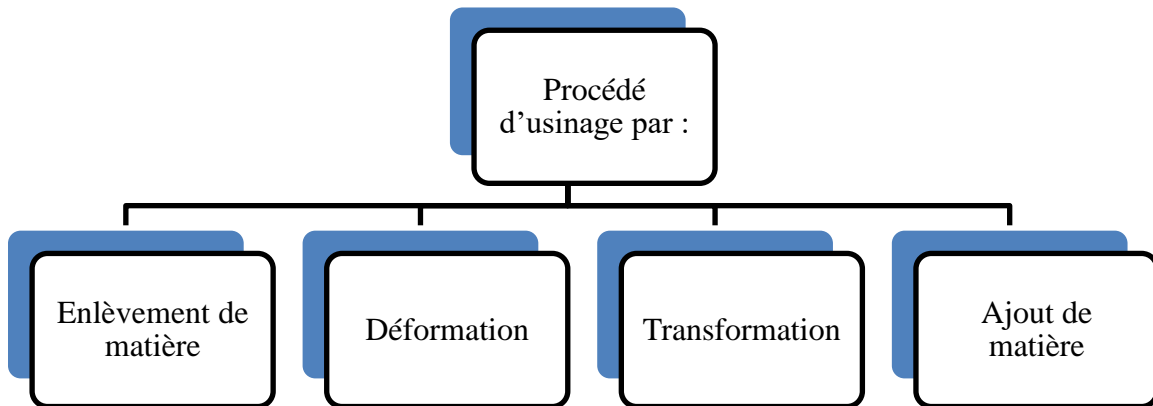 Procédé
d’usinage par :
Enlèvement de
matière
Déformation
Transformation
Ajout de
matière